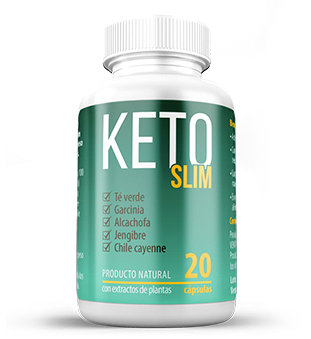 KETO
SLIM
Té verde
Garcinia
Alcachofa
Jengibre
Chile cayenne
PRODUCTO NATURAL
con extractos de plantas
20
cápsulas